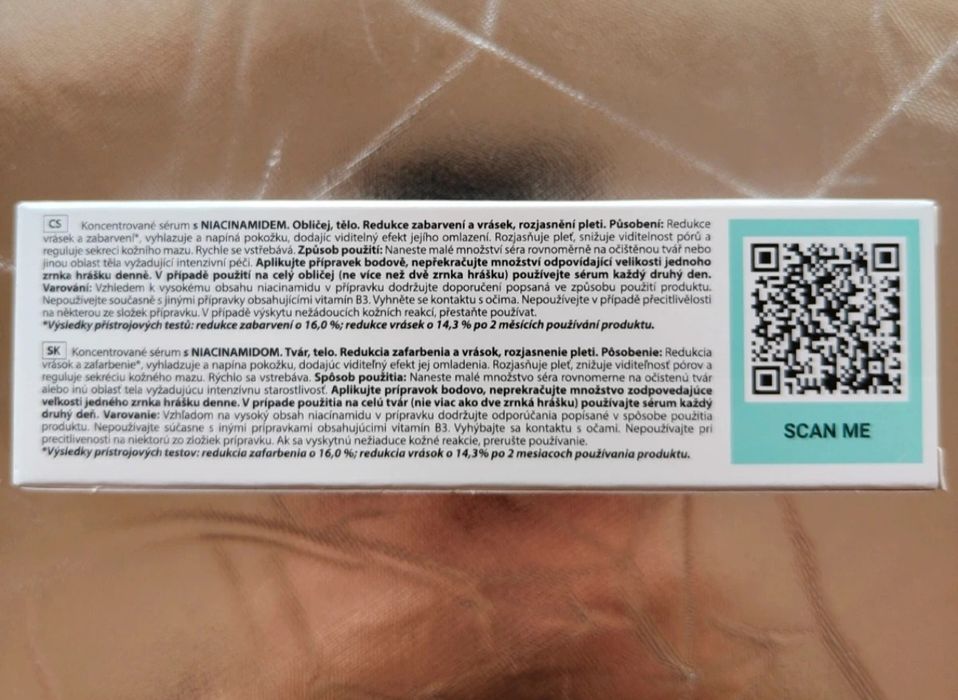 CS Koncentrované sérum s NIACINAMIDEM. Obličej, tělo. Redukce zabarvení a vrásek, rozjasnění pleti. Působení: Redukce
vrásek a zabarvení*, vyhlazuje a napíná pokožku, dodajíc viditelný efekt jejího omlazení. Rozjasňuje pleť, snižuje viditelnost pórů a
reguluje sekreci kožního mazu. Rychle se vstřebává. Způsob použití: Naneste malé množství séra rovnoměrně na očištěnou tvář nebo
jinou oblast těla vyžadující intenzivní péči. Aplikujte přípravek bodově, nepřekračujte množství odpovídající velikosti jednoho
zrnka hrášku denně. V případě použití na celý obličej (ne více než dvě zrnka hrášku) používejte sérum každý druhý den.
Varování: Vzhledem k vysokému obsahu niacinamidu v přípravku dodržujte doporučení popsaná ve způsobu použití produktu.
Nepoužívejte současně s jinými přípravky obsahujícími vitamín B3. Vyhněte se kontaktu s očima. Nepoužívejte v případě přecitlivělosti
na některou ze složek přípravku. V případě výskytu nežádoucích kožních reakcí, přestaňte používat.
*Výsledky přístrojových testů: redukce zabarvení o 16,0 %; redukce vrásek o 14,3 % po 2 měsících používání produktu.
SK Koncentrované sérum s NIACINAMIDOM. Tvár, telo. Redukcia zafarbenia a vrások, rozjasnenie pleti. Pôsobenie: Redukcia
vrások a zafarbenie*, vyhladzuje a napína pokožku, dodajúc viditeľný efekt jej omladenia. Rozjasňuje pleť, znižuje viditeľnosť pórov a
reguluje sekréciu kožného mazu. Rýchlo sa vstrebáva. Spôsob použitia: Naneste malé množstvo séra rovnomerne na očistenú tvár
alebo inú oblasť tela vyžadujúcu intenzívnu starostlivosť. Aplikujte prípravok bodovo, neprekračujte množstvo zodpovedajúce
veľkosti jedného zrnka hrášku denne. V prípade použitia na celú tvár (nie viac ako dve zrnká hrášku) používajte sérum každý
druhý deň. Varovanie: Vzhľadom na vysoký obsah niacinamidu v prípravku dodržujte odporúčania popísané v spôsobe použitia
produktu. Nepoužívajte súčasne s inými prípravkami obsahujúcimi vitamín B3. Vyhýbajte sa kontaktu s očami. Nepoužívajte pri
precitlivenosti na niektorú zo zložiek prípravku. Ak sa vyskytnú nežiaduce kožné reakcie, prerušte používanie.
*Výsledky prístrojových testov: redukcia zafarbenia o 16,0 %; redukcia vrások o 14,3% po 2 mesiacoch používania produktu.
SCAN ME